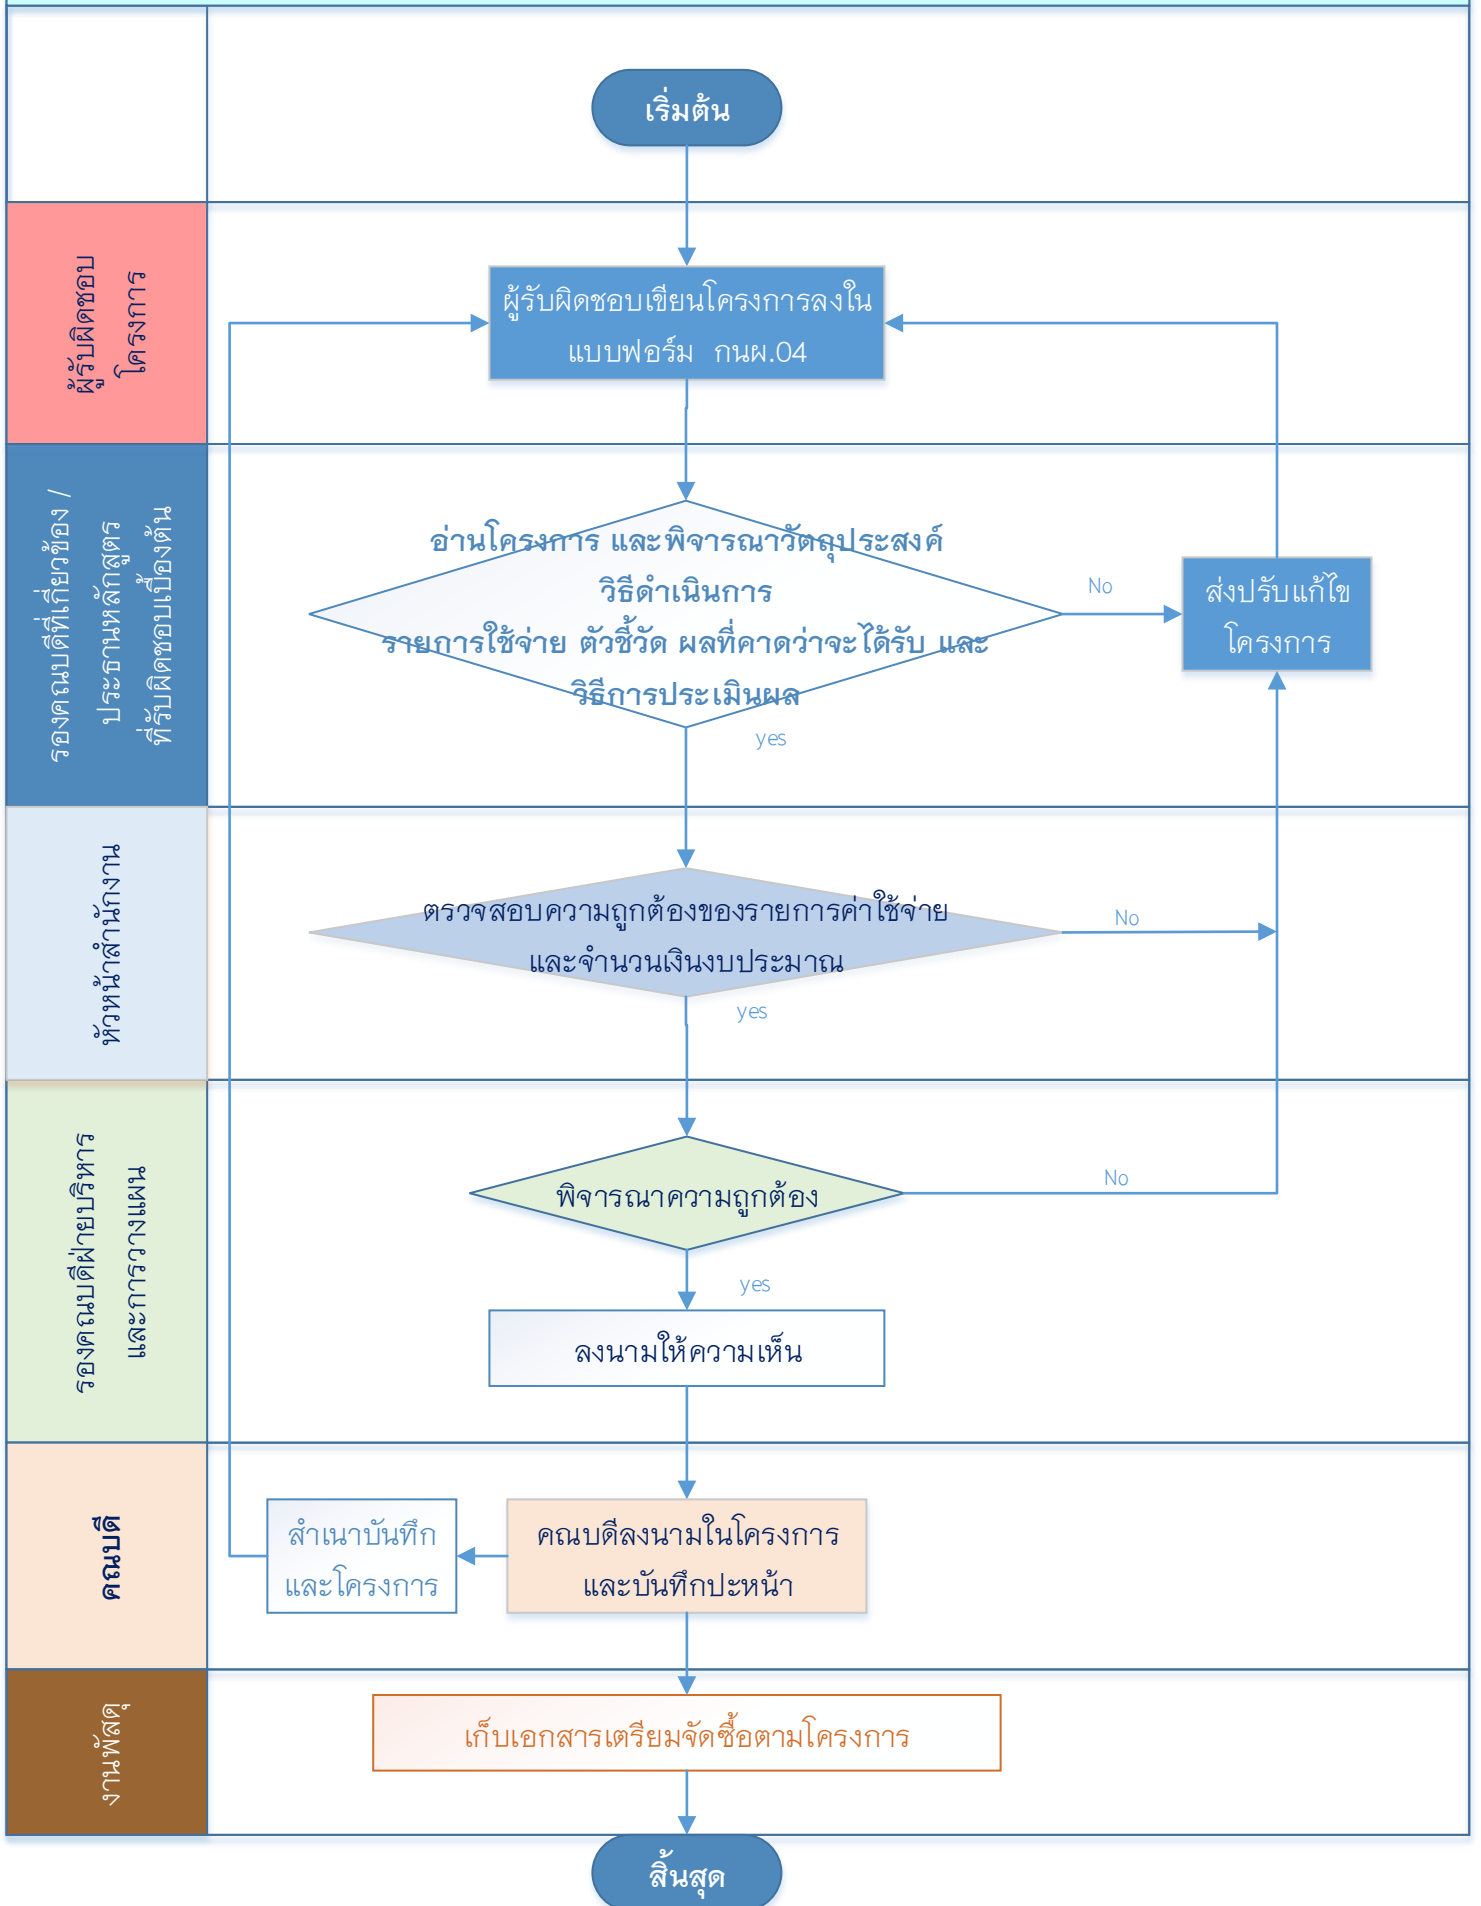 เริ่มต้น
ผู้รับผิดชอบ
โครงการ
ผู้รับผิดชอบเขียนโครงการลงใน
แบบฟอร์ม กนผ.04
รองคณบดีที่เกี่ยวข้อง /
ประธานหลักสูตร
ที่รับผิดชอบเบื้องต้น
อ่านโครงการ และพิจารณาวัตถุประสงค์
วิธีดำเนินการ
รายการใช้จ่าย ตัวชี้วัด ผลที่คาดว่าจะได้รับ และ
วิธีการประเมินผล
No
ส่งปรับแก้ไข
โครงการ
yes
หัวหน้าสำนักงาน
ตรวจสอบความถูกต้องของรายการค่าใช้จ่าย
และจำนวนเงินงบประมาณ
No
yes
รองคณบดีฝ่ายบริหาร
และการวางแผน
พิจารณาความถูกต้อง
No
yes
ลงนามให้ความเห็น
คณบดี
สำเนาบันทึก
และโครงการ
คณบดีลงนามในโครงการ
และบันทึกปะหน้า
งานพัสดุ
เก็บเอกสารเตรียมจัดซื้อตามโครงการ
สิ้นสุด